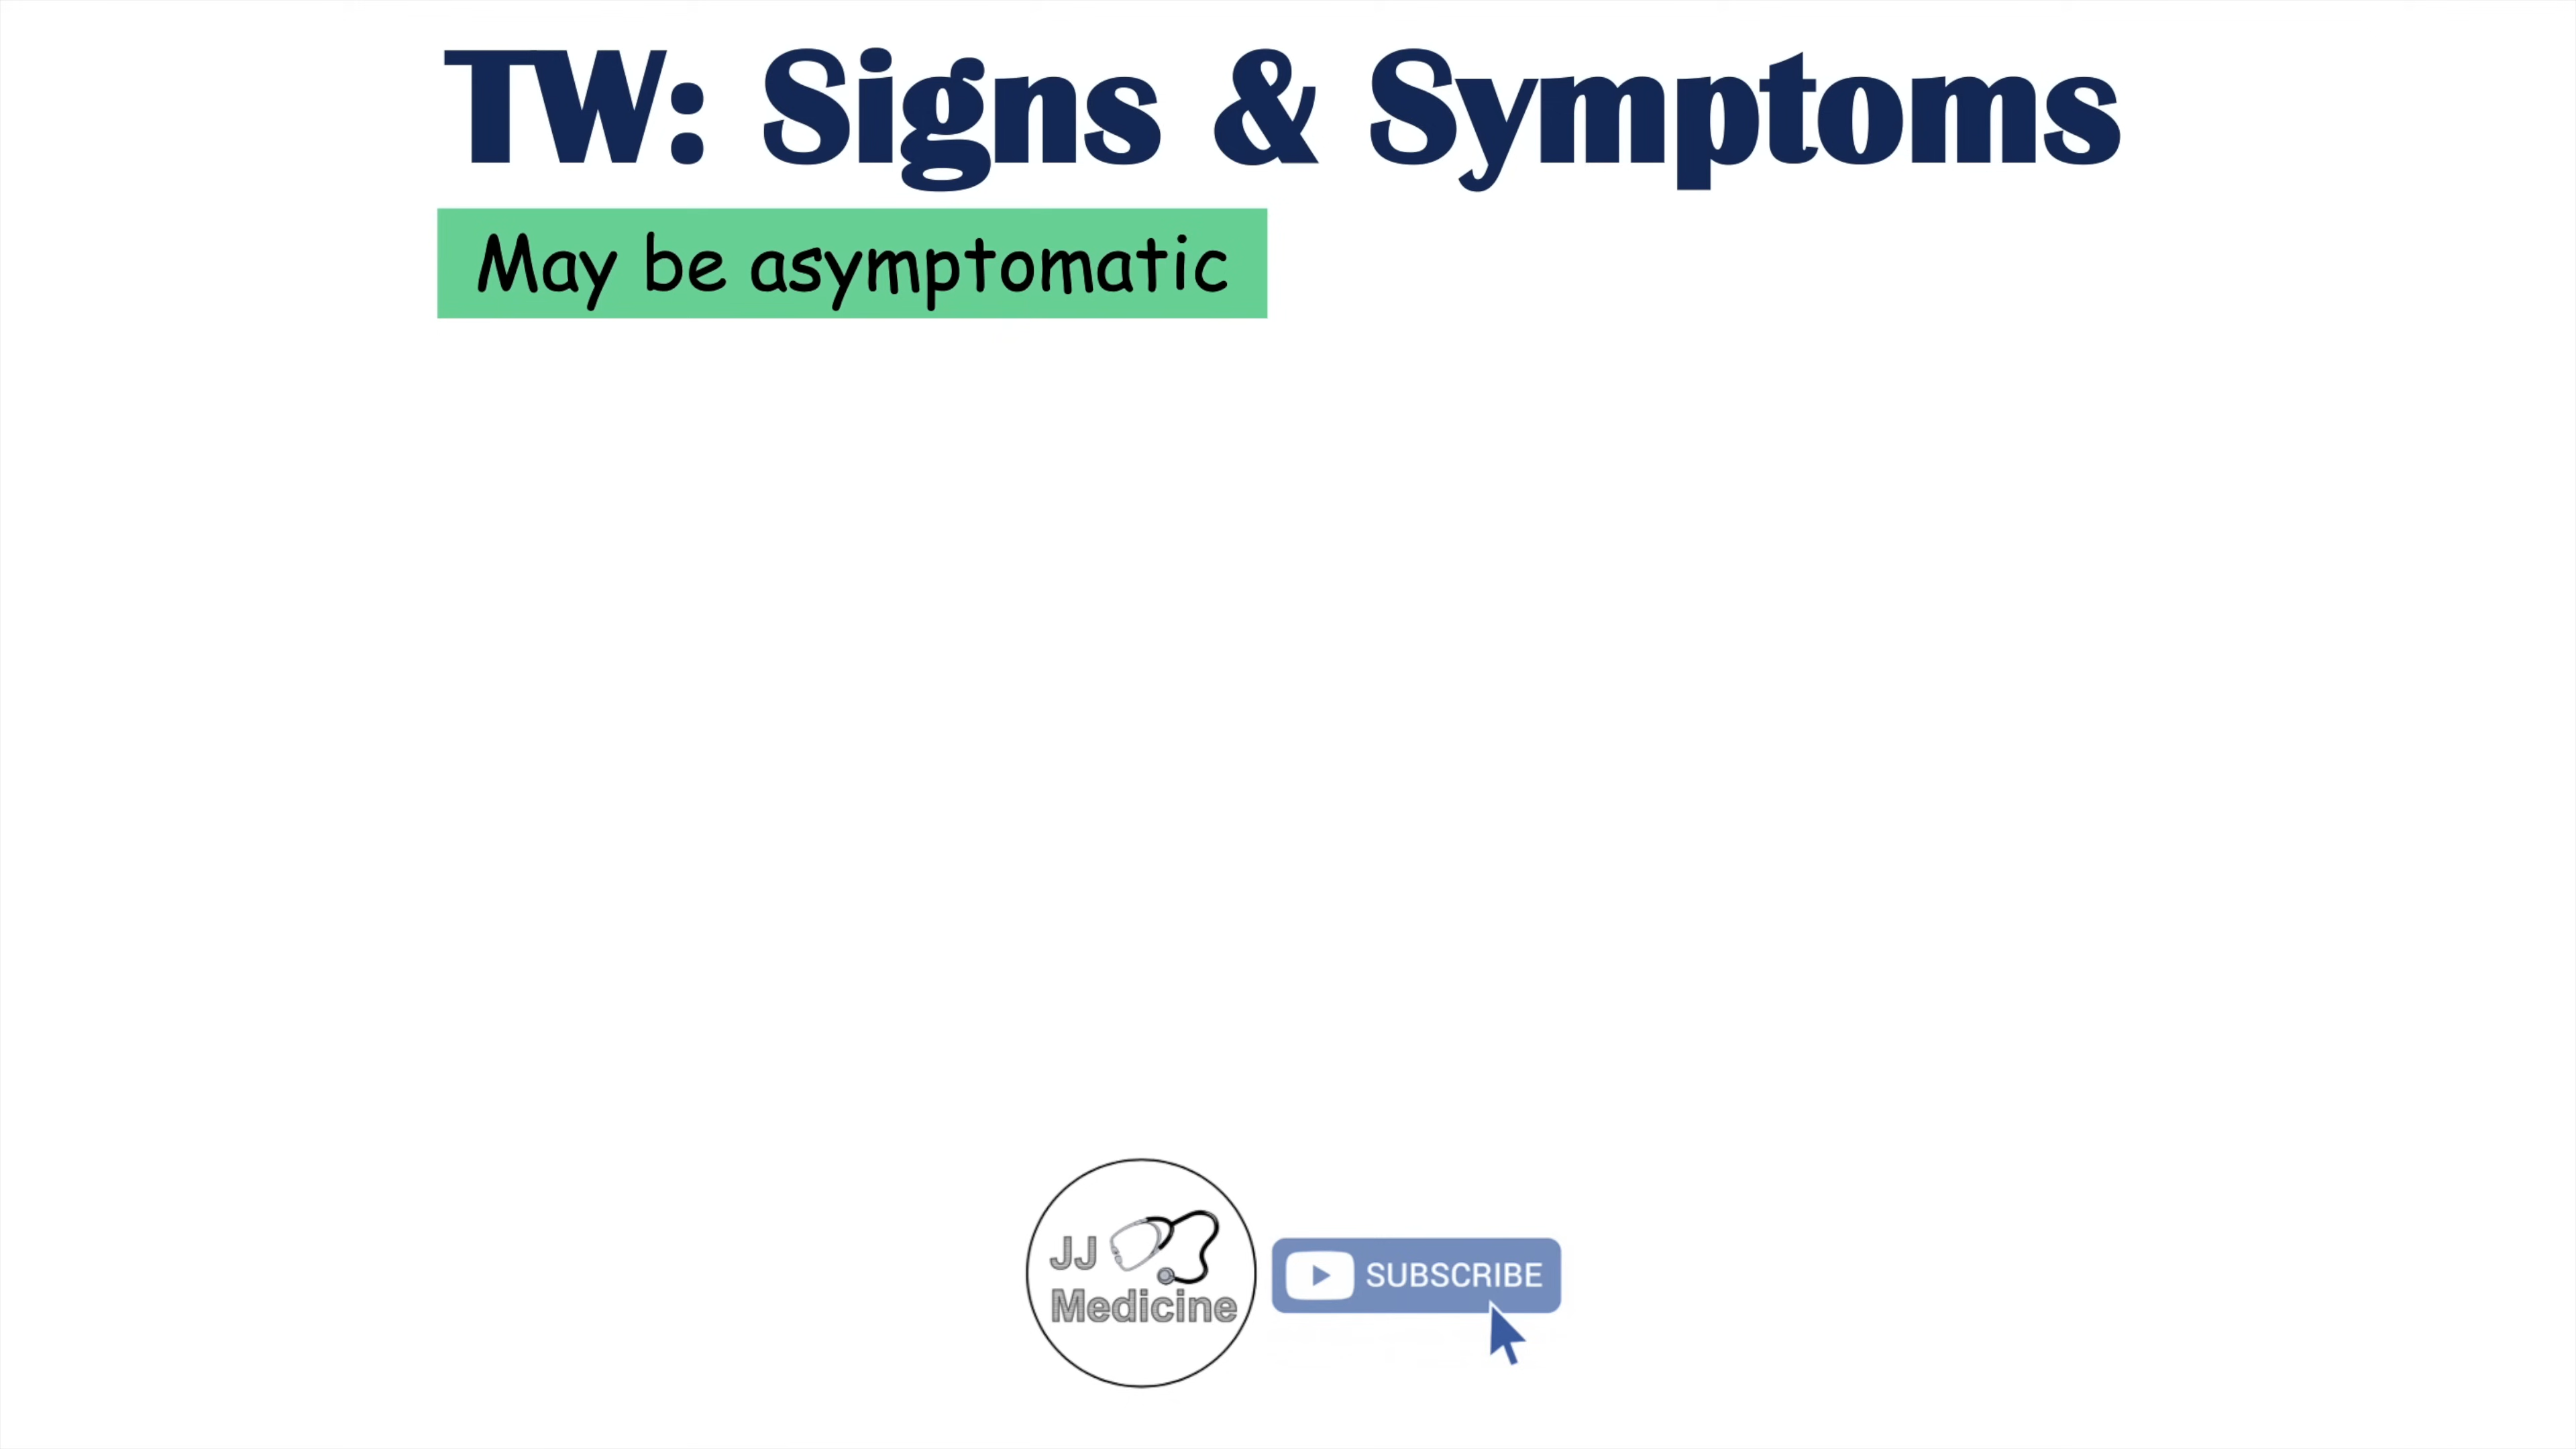 TW: Signs & Symptoms
May be asymptomatic
JJ
Medicine
SUBSCRIBE